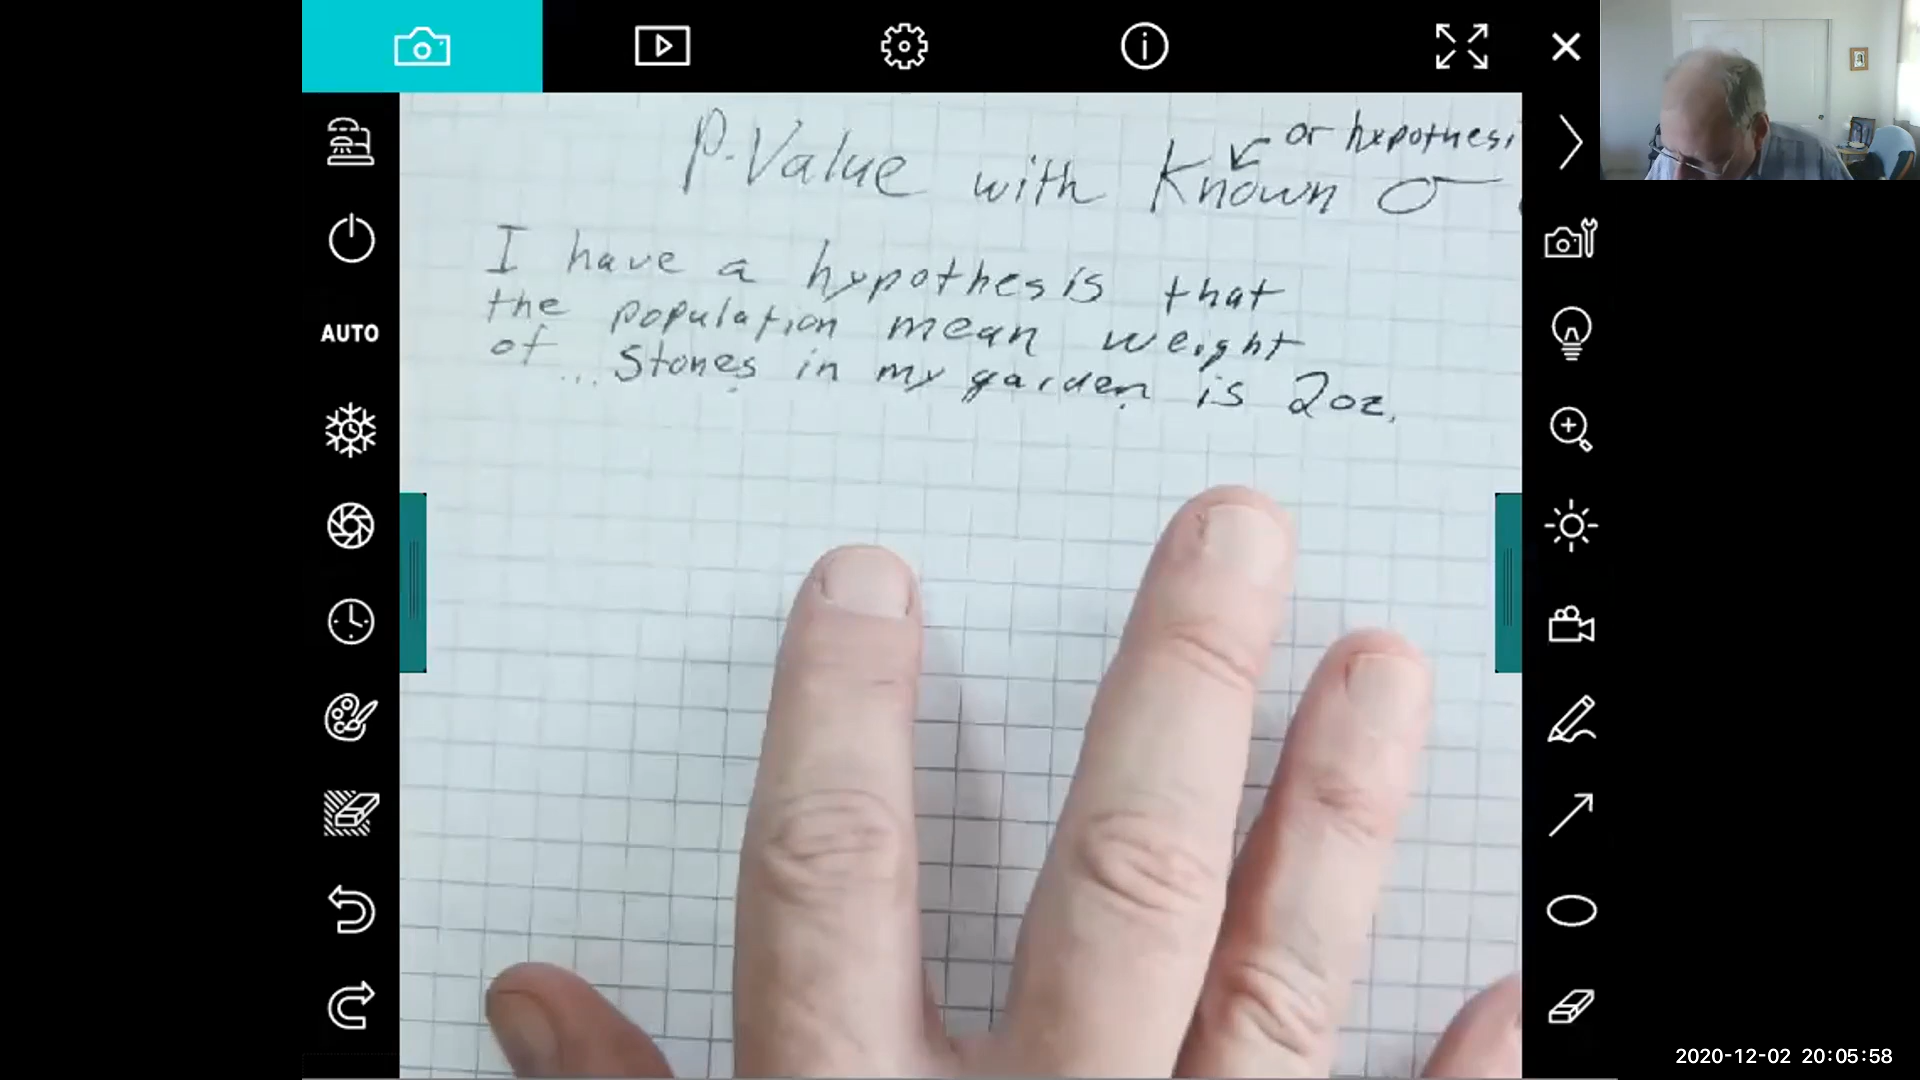 AUTO
P-Value with Known σ
or hypothesi
I have a hypothesis that
the population mean weight
of ... Stones in my garden is 2oz.
2020-12-02 20:05:58